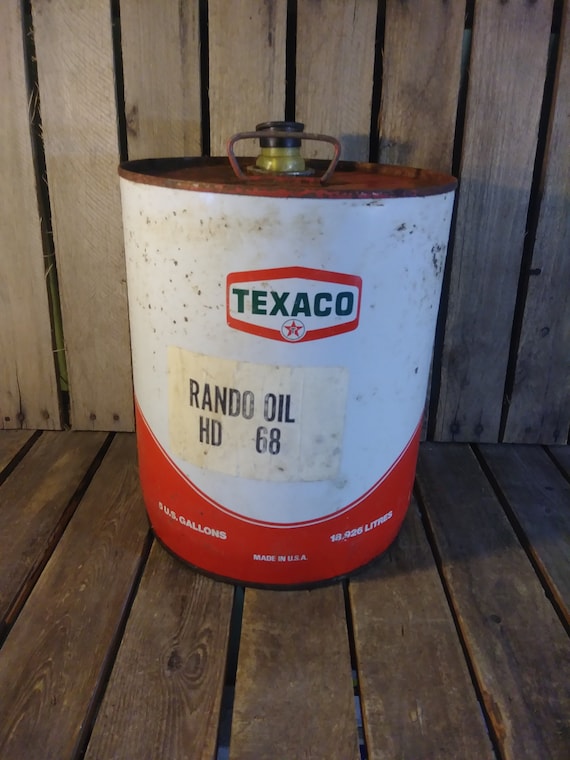 TEXACO
T
RANDO OIL
HD 68
5 U.S. GALLONS
18.926 LITRES
MADE IN U.S.A.